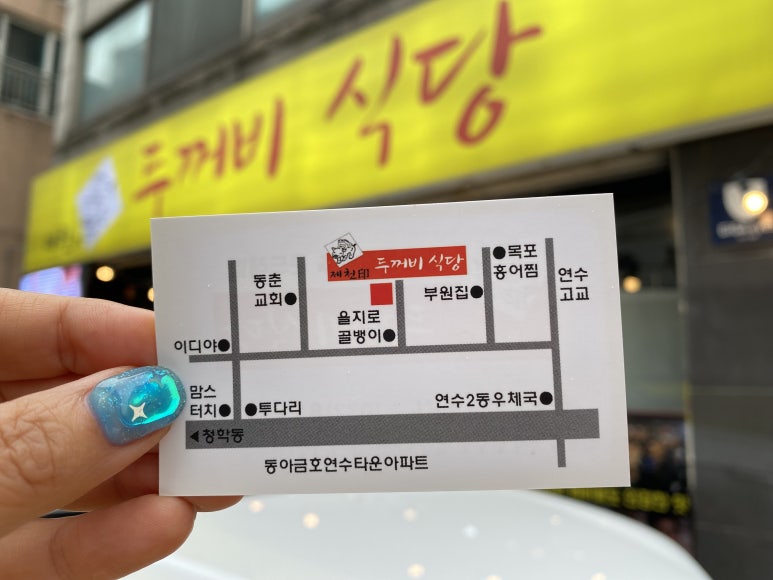 두꺼비 식당
제천印 두꺼비 식당
목포
홍어찜
동춘
교회
부원집
연수
고교
을지로
골뱅이
이디야
맘스
터치
투다리
연수2동우체국
◀청학동
동아금호연수타운아파트